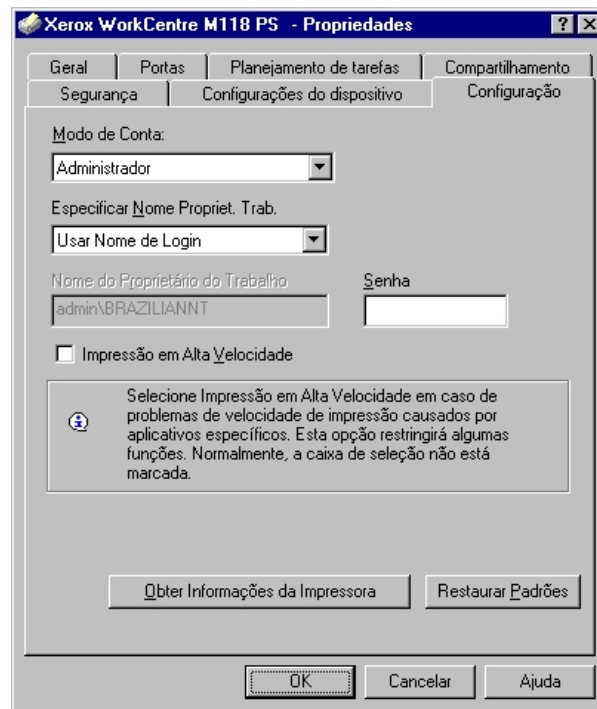 Xerox WorkCentre M118 PS - Propriedades
Geral Portas Planejamento de tarefas Compartilhamento
Segurança Configurações do dispositivo Configuração
Modo de Conta:
Administrador
Especificar Nome Propriet. Trab.
Usar Nome de Login
Nome do Proprietário do Trabalho Senha
admin\BRAZILIANNT
Impressão em Alta Velocidade
Selecione Impressão em Alta Velocidade em caso de
problemas de velocidade de impressão causados por
aplicativos específicos. Esta opção restringirá algumas
funções. Normalmente, a caixa de seleção não está
marcada.
Obter Informações da Impressora Restaurar Padrões
OK Cancelar Ajuda